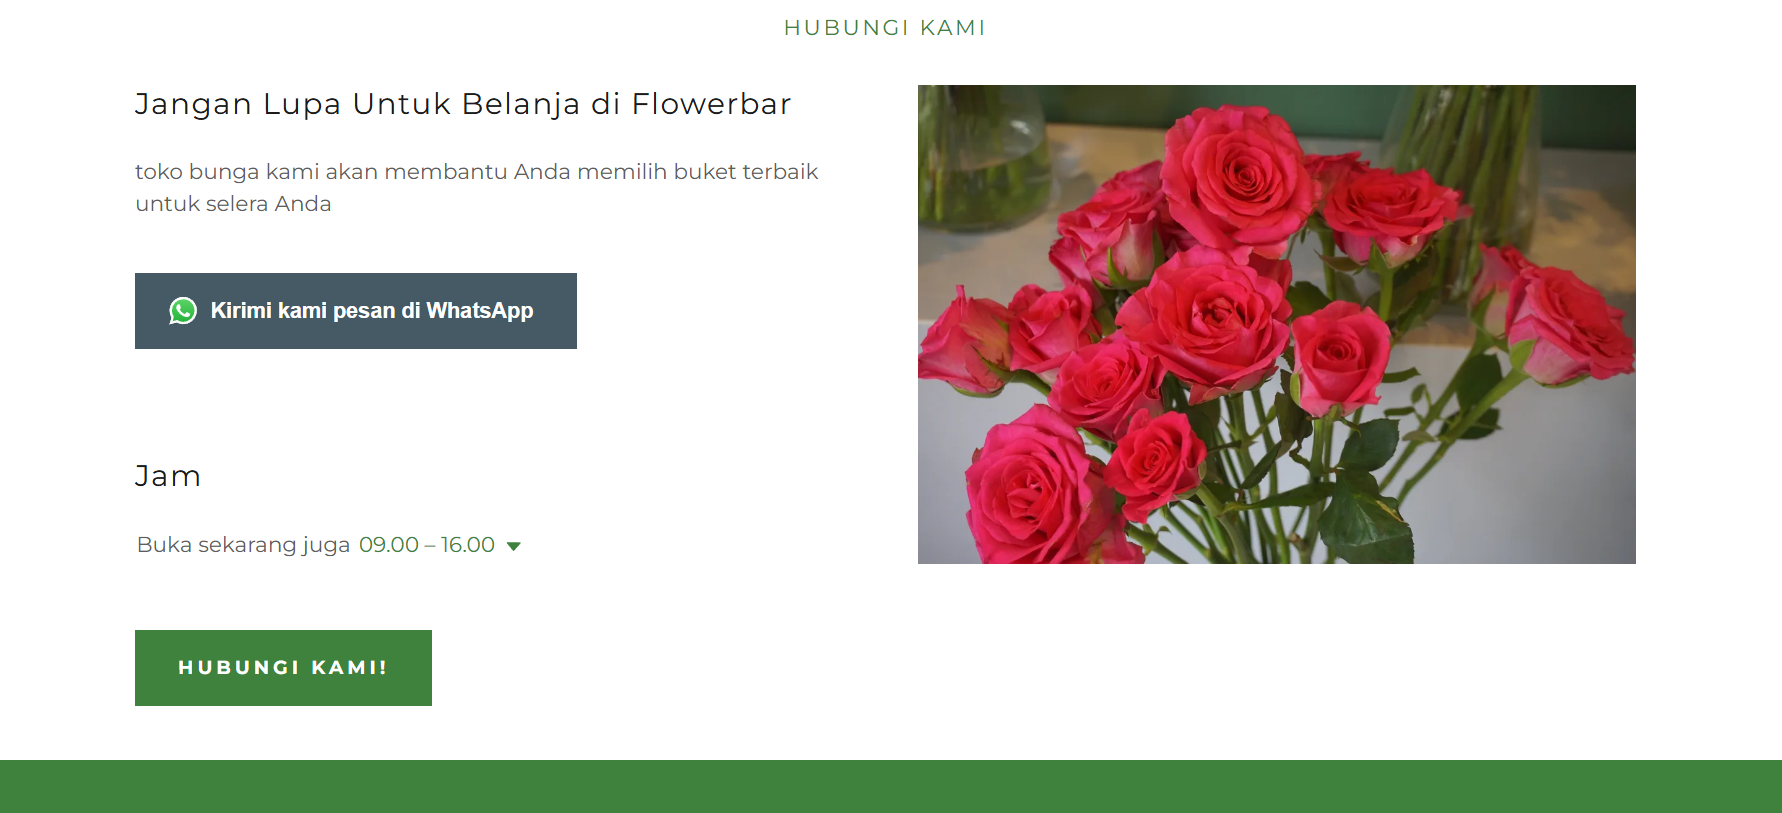 HUBUNGI KAMI
Jangan Lupa Untuk Belanja di Flowerbar
toko bunga kami akan membantu Anda memilih buket terbaik
untuk selera Anda
Kirimi kami pesan di WhatsApp
Jam
Buka sekarang juga 09.00 – 16.00
HUBUNGI KAMI!